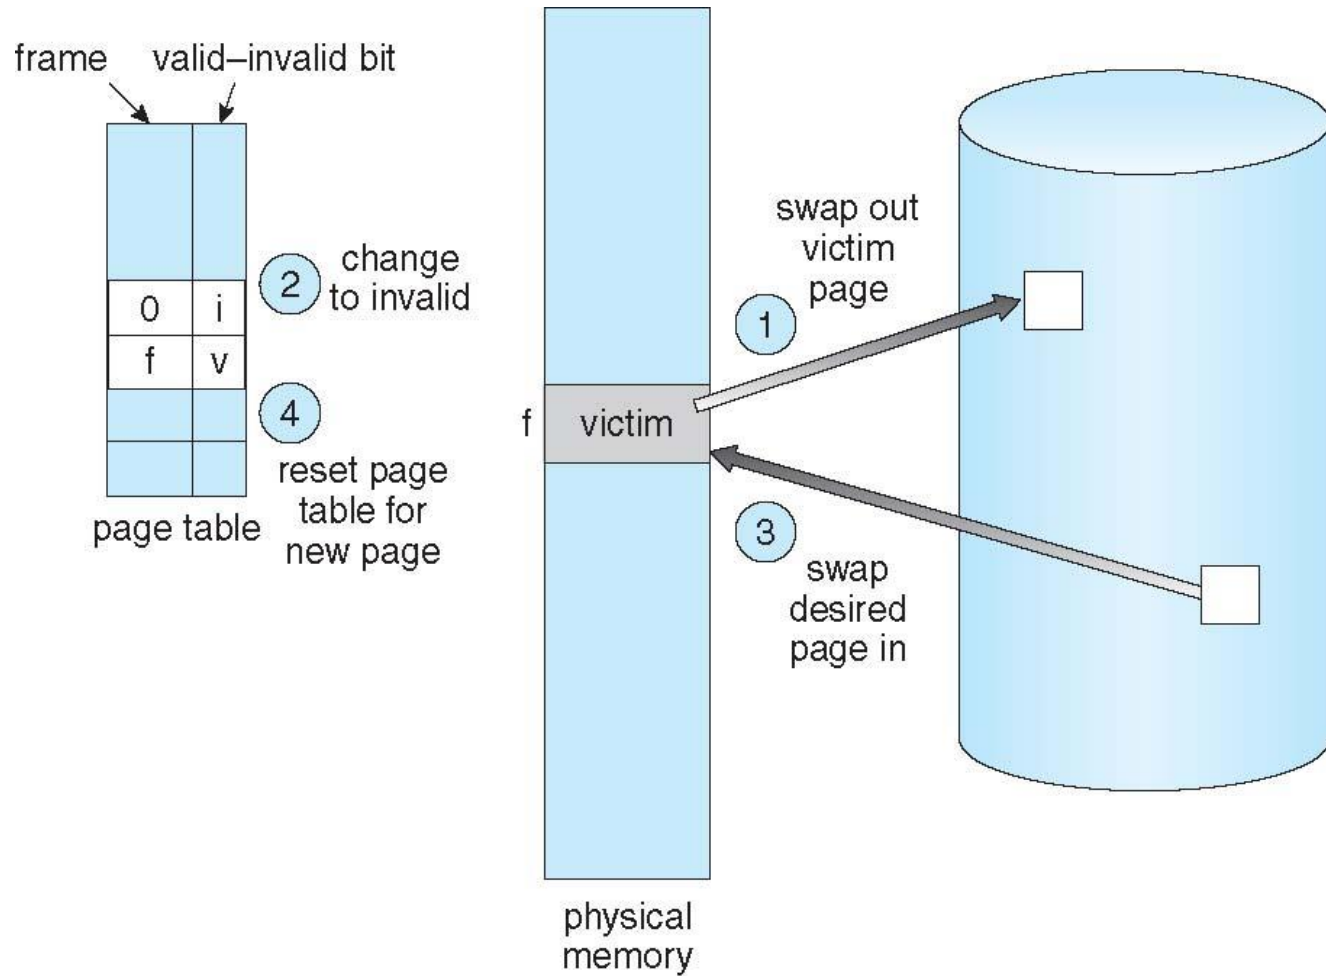 frame
valid–invalid bit
0
i
f
v
2
change
to invalid
4
reset page
table for
new page
page table
f
victim
physical
memory
1
swap out
victim
page
3
swap
desired
page in